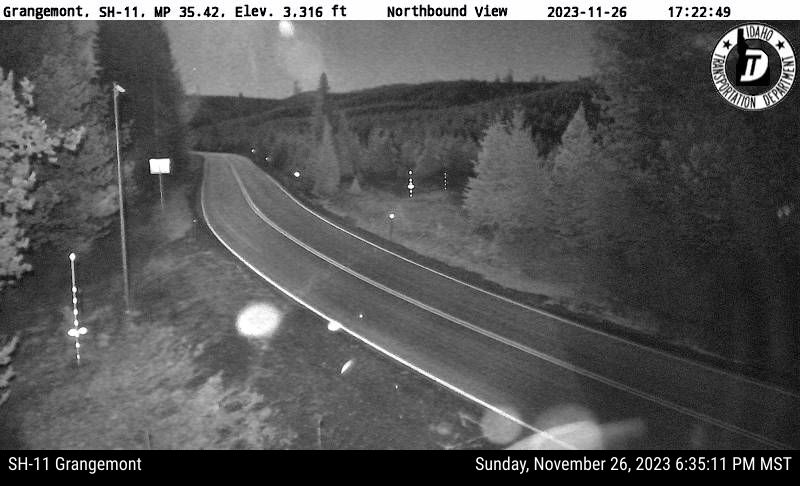 Grangemont, SH-11, MP 35.42, Elev. 3,316 ft Northbound View 2023-11-26 17:22:49
IDAHO
TRANSPORTATION DEPARTMENT
SH-11 Grangemont Sunday, November 26, 2023 6:35:11 PM MST